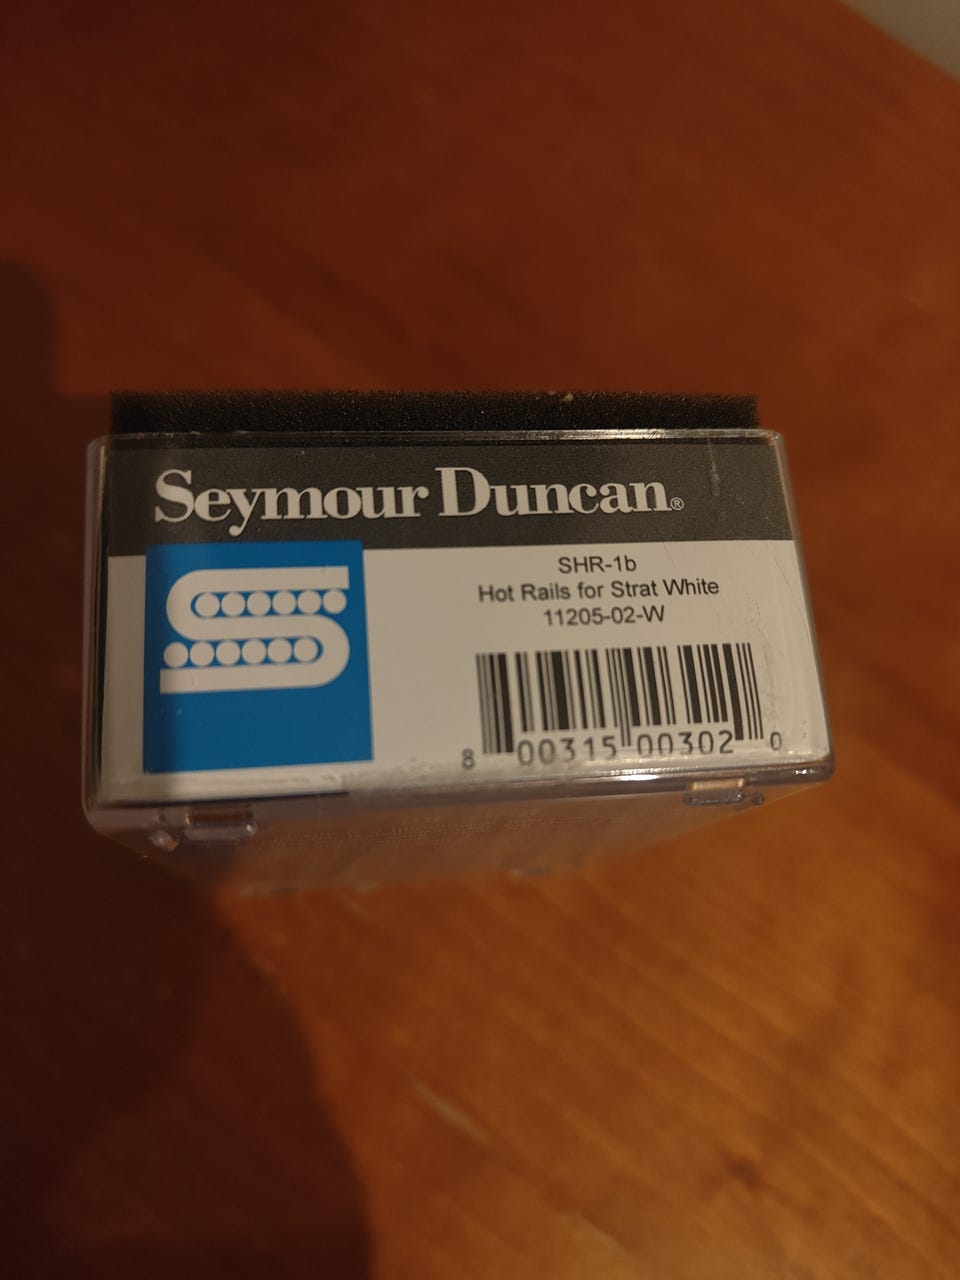 Seymour Duncan®
SHR-1b
Hot Rails for Strat White
11205-02-W
8 00315 00302 0